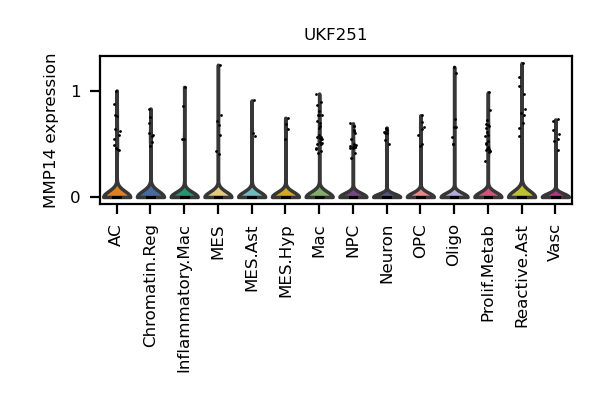 UKF251
MMP14 expression
1
0
AC
Chromatin.Reg
Inflammatory.Mac
MES
MES.Ast
MES.Hyp
Mac
NPC
Neuron
OPC
Oligo
Prolif.Metab
Reactive.Ast
Vasc